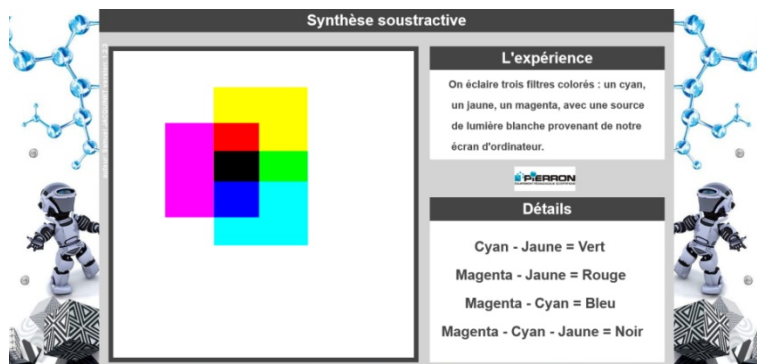 Synthèse soustractive
L'expérience
On éclaire trois filtres colorés : un cyan,
un jaune, un magenta, avec une source
de lumière blanche provenant de notre
écran d'ordinateur.
PIERRON
Détails
Cyan - Jaune = Vert
Magenta - Jaune = Rouge
Magenta - Cyan = Bleu
Magenta - Cyan - Jaune = Noir